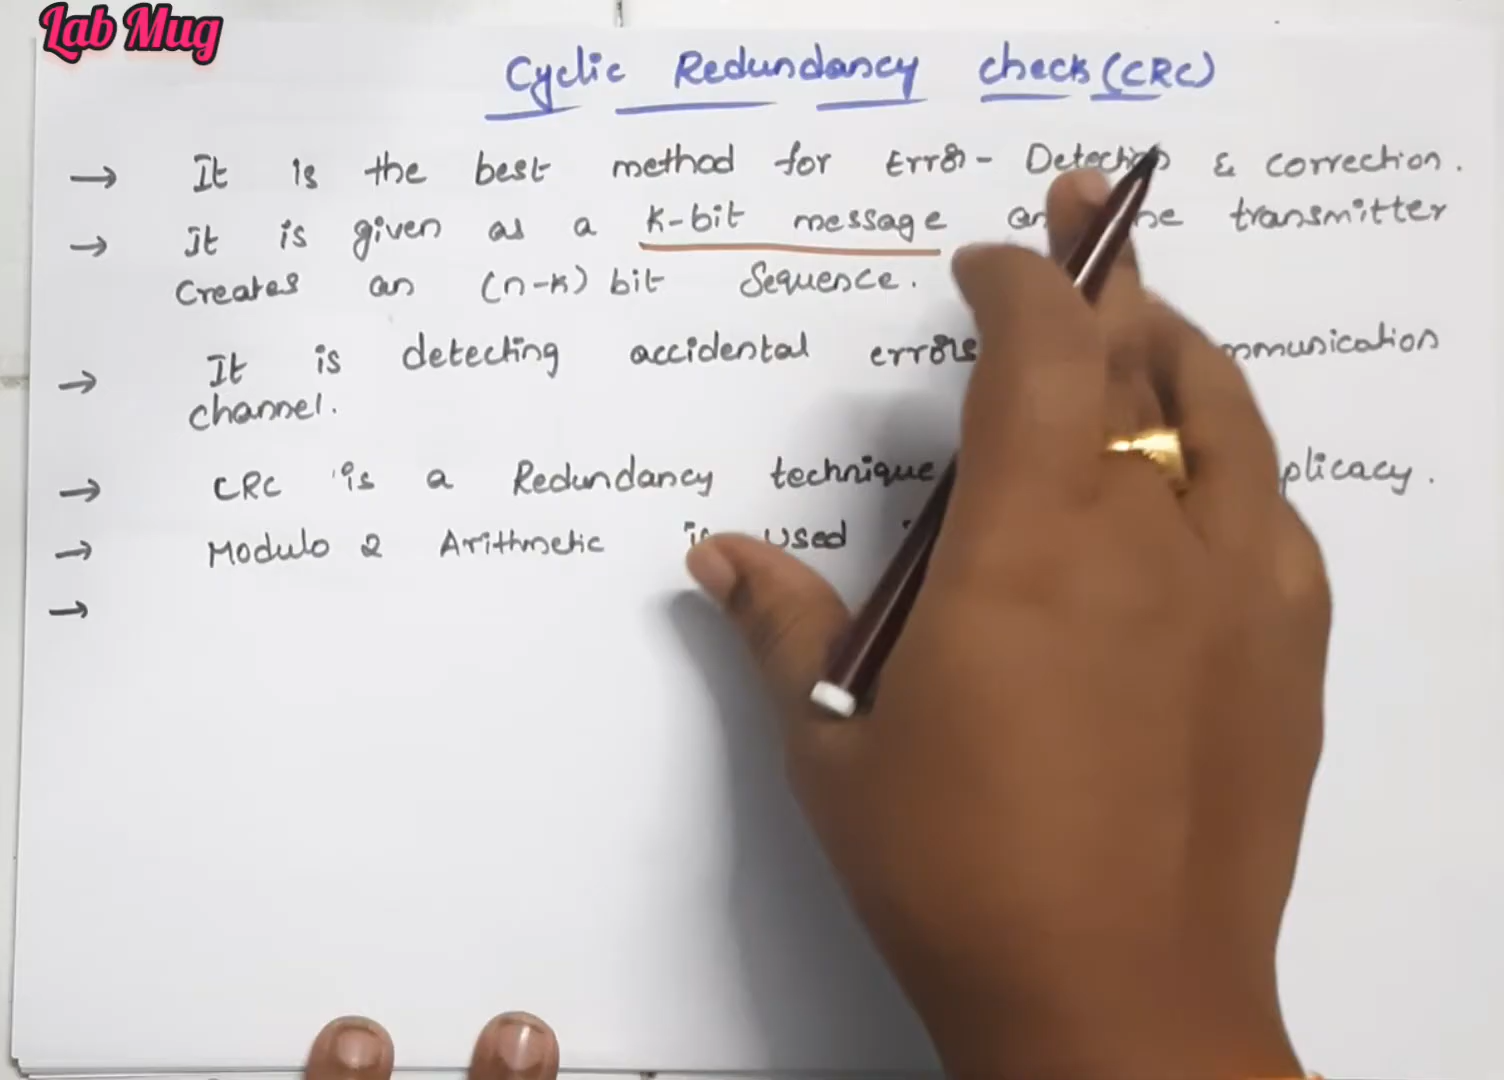 Lab Mug
Cyclic Redundancy check (CRC)
→ It is the best method for Error- Detection & correction.
→ It is given as a K-bit message transmitter
creates an (n-k) bit Sequence.
→ It is detecting accidental errors communication
channel.
→ CRC is a Redundancy technique
→ Modulo 2 Arithmetic is used
→